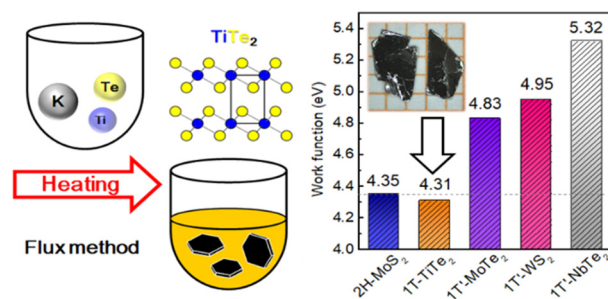 K
Te
Ti
TiTe₂
Heating
Flux method
Work function (eV)
5.4
5.2
5.0
4.8
4.6
4.4
4.2
4.0
4.35
4.31
4.83
4.95
5.32
2H-MoS₂
1T-TiTe₂
1T'-MoTe₂
1T'-WS₂
1T'-NbTe₂